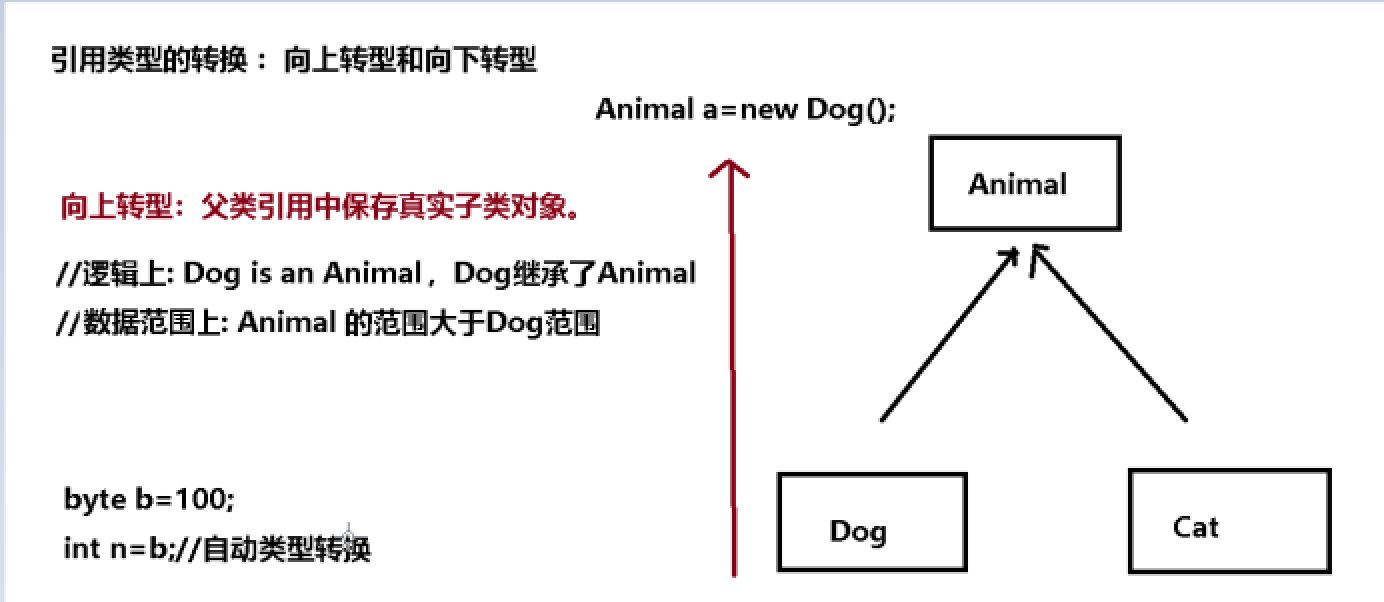 引用类型的转换：向上转型和向下转型
Animal a=new Dog();
Animal
向上转型：父类引用中保存真实子类对象。
//逻辑上: Dog is an Animal，Dog继承了Animal
//数据范围上: Animal 的范围大于Dog范围
byte b=100;
int n=b;//自动类型转换
Dog
Cat